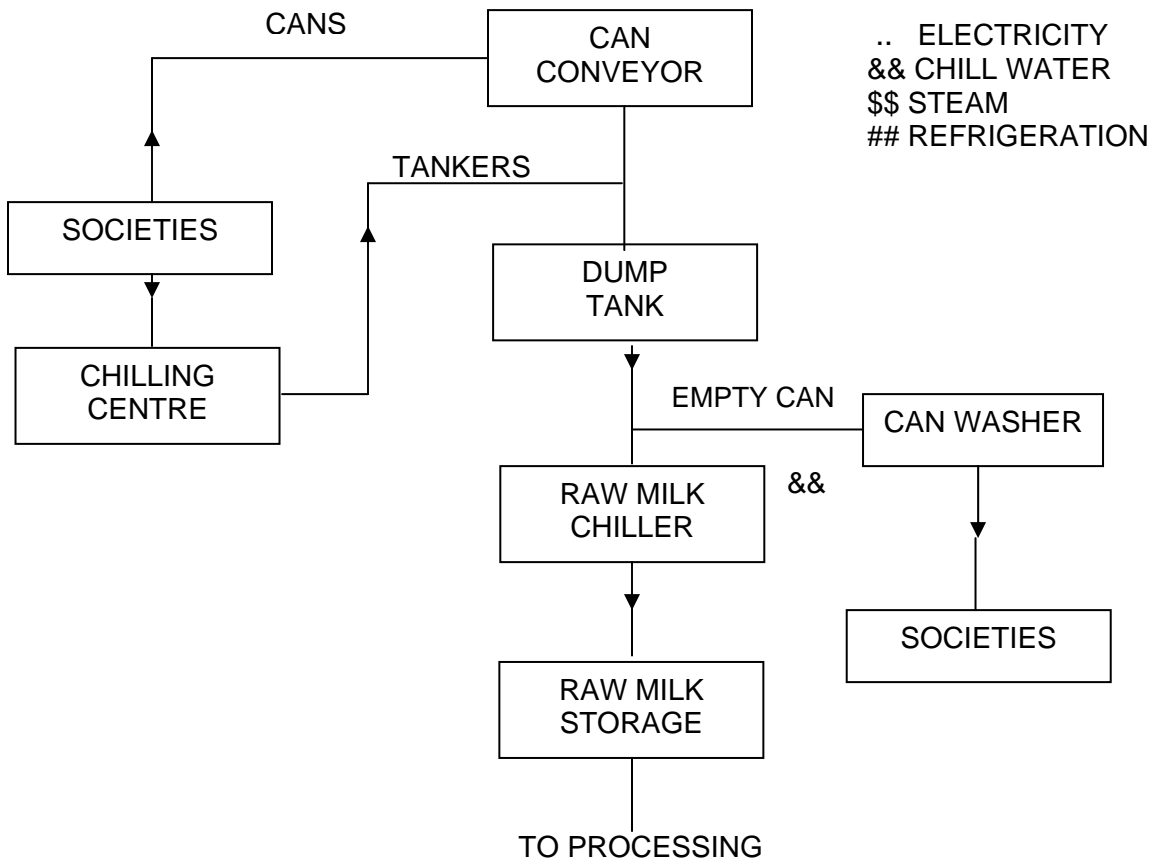 CANS
CAN
CONVEYOR
.. ELECTRICITY
&& CHILL WATER
$$ STEAM
## REFRIGERATION
TANKERS
SOCIETIES
DUMP
TANK
CHILLING
CENTRE
EMPTY CAN
CAN WASHER
RAW MILK
CHILLER
&&
SOCIETIES
RAW MILK
STORAGE
TO PROCESSING